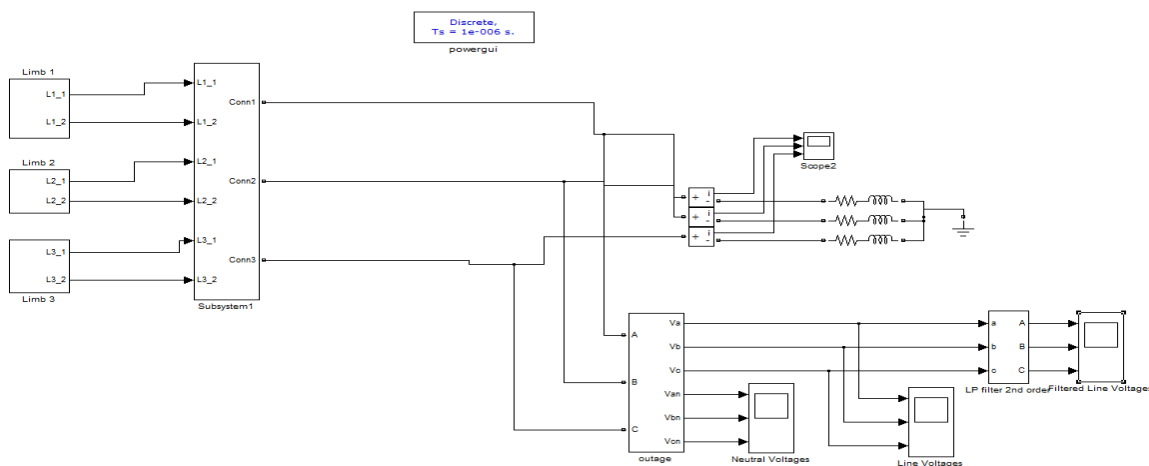 Discrete,
Ts = 1e-006 s.
powergui
Limb 1
L1_1
L1_2
Limb 2
L2_1
L2_2
L3_1
L3_2
Limb 3
L1_1
L1_2
L2_1
L2_2
L3_1
L3_2
Conn1
Conn2
Conn3
Subsystem1
Scope2
+
i
-
+
i
-
+
i
-
A
B
C
Va
Vb
Vc
Van
Vbn
Vcn
outage
Neutral Voltages
Line Voltages
a
b
c
A
B
C
LP filter 2nd order
Filtered Line Voltages